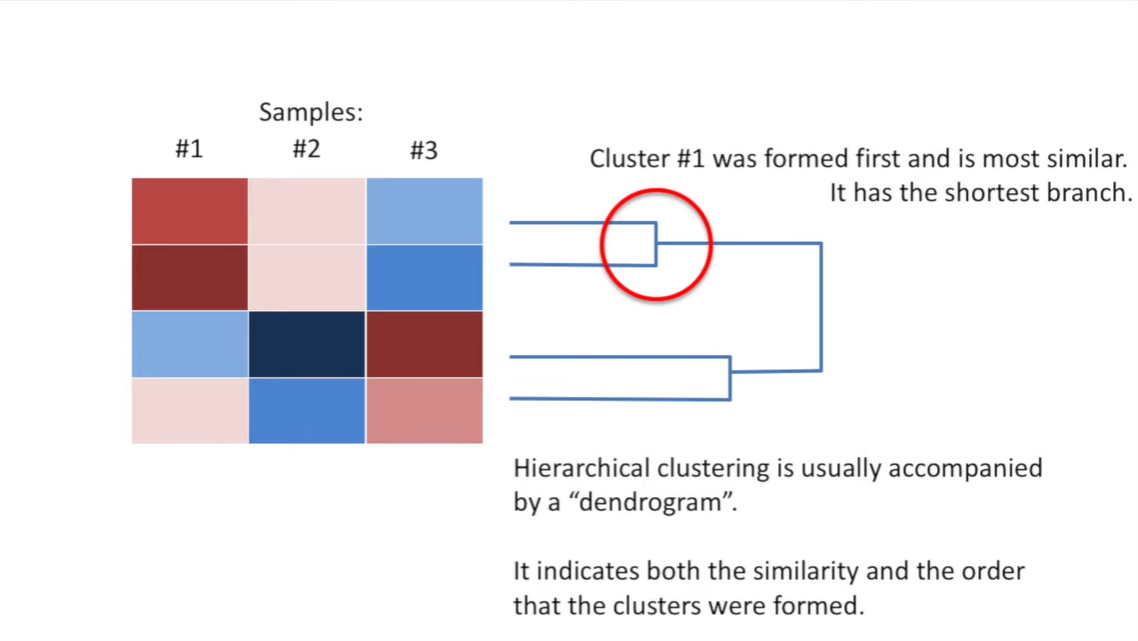 Samples:
#1 #2 #3
Cluster #1 was formed first and is most similar.
It has the shortest branch.
Hierarchical clustering is usually accompanied
by a “dendrogram”.
It indicates both the similarity and the order
that the clusters were formed.